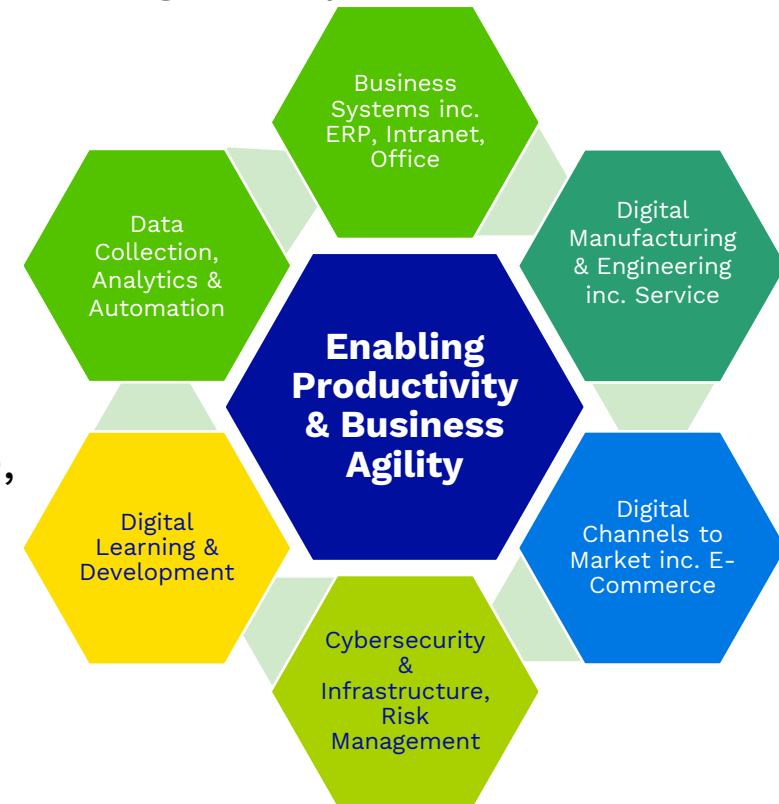 Business
Systems inc.
ERP, Intranet,
Office
Digital
Manufacturing
& Engineering
inc. Service
Digital
Channels to
Market inc. E-
Commerce
Cybersecurity
&
Infrastructure,
Risk
Management
Digital
Learning &
Development
Data
Collection,
Analytics &
Automation
Enabling
Productivity
& Business
Agility